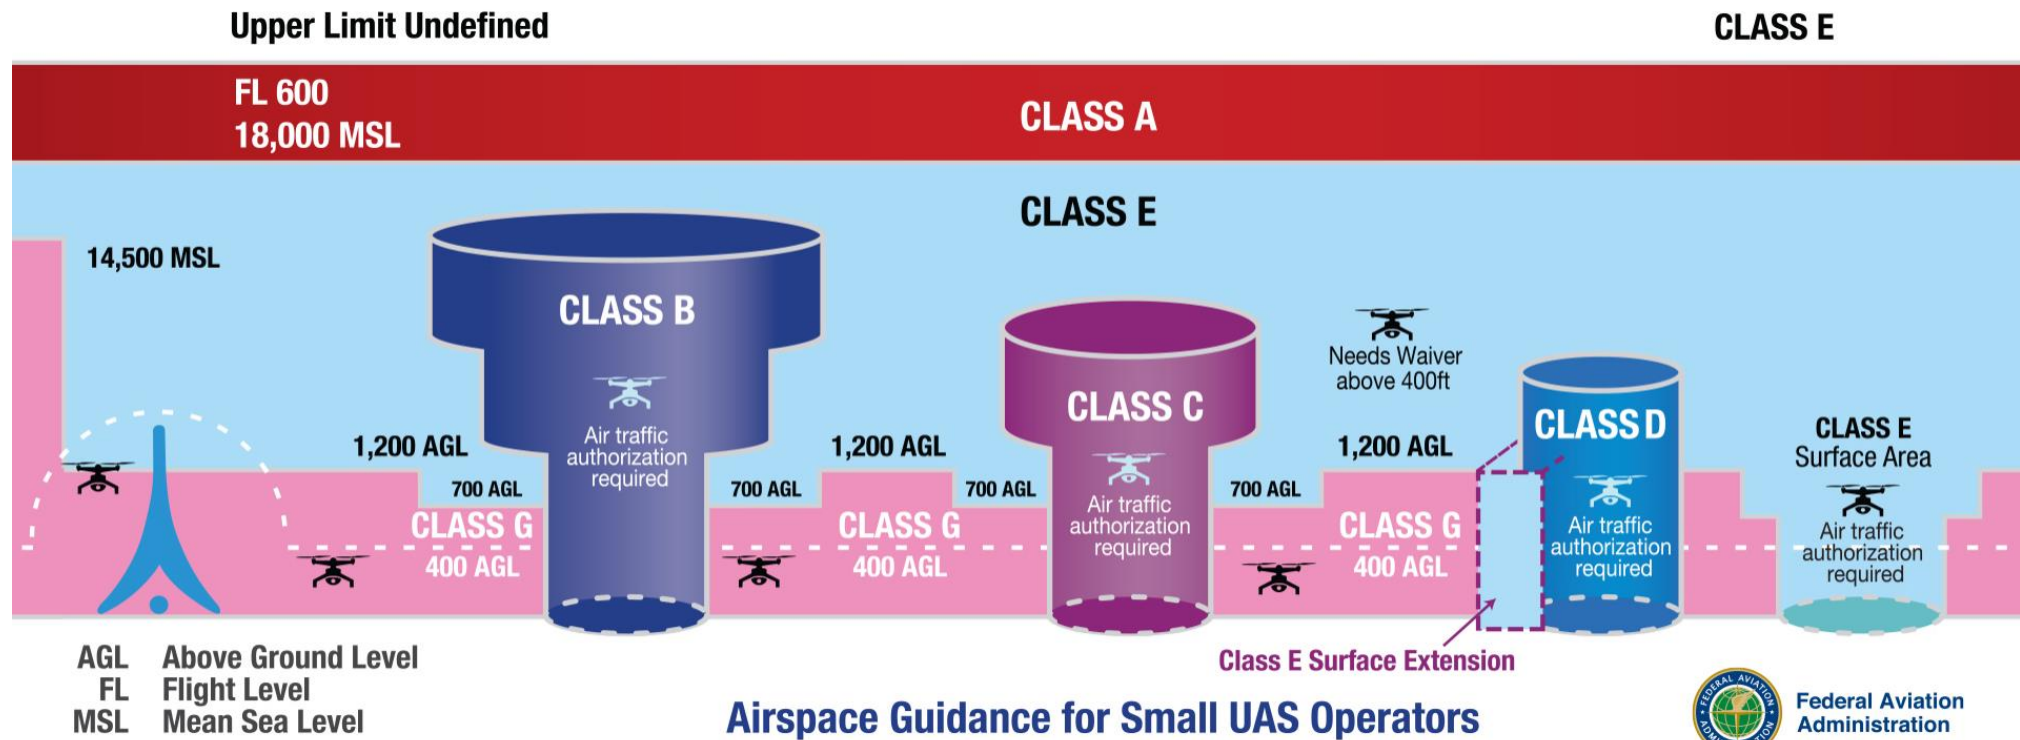 Upper Limit Undefined
CLASS E
FL 600
18,000 MSL
CLASS A
CLASS E
14,500 MSL
CLASS B
Air traffic
authorization
required
CLASS C
Air traffic
authorization
required
Needs Waiver
above 400ft
CLASS D
Air traffic
authorization
required
CLASS E
Surface Area
Air traffic
authorization
required
1,200 AGL
1,200 AGL
1,200 AGL
700 AGL
700 AGL
700 AGL
700 AGL
CLASS G
400 AGL
CLASS G
400 AGL
CLASS G
400 AGL
Class E Surface Extension
AGL Above Ground Level
FL Flight Level
MSL Mean Sea Level
Airspace Guidance for Small UAS Operators
FEDERAL AVIATION
Federal Aviation
Administration